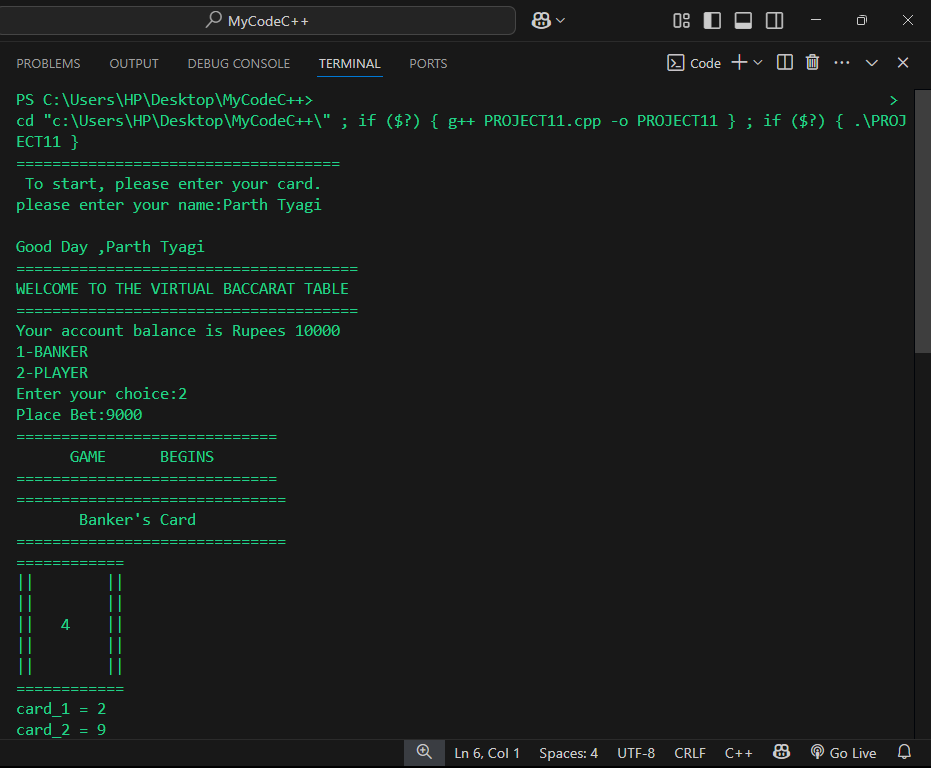 MyCodeC++
PROBLEMS OUTPUT DEBUG CONSOLE TERMINAL PORTS Code
PS C:\Users\HP\Desktop\MyCodeC++> >
cd "c:\Users\HP\Desktop\MyCodeC++\" ; if ($?) { g++ PROJECT11.cpp -o PROJECT11 } ; if ($?) { .\PROJ
ECT11 }
====================================
 To start, please enter your card.
please enter your name:Parth Tyagi

Good Day ,Parth Tyagi
======================================
WELCOME TO THE VIRTUAL BACCARAT TABLE
======================================
Your account balance is Rupees 10000
1-BANKER
2-PLAYER
Enter your choice:2
Place Bet:9000
=============================
      GAME      BEGINS
=============================
==============================
       Banker's Card
==============================
============
||        ||
||        ||
||   4    ||
||        ||
||        ||
============
card_1 = 2
card_2 = 9
Ln 6, Col 1 Spaces: 4 UTF-8 CRLF C++ Go Live